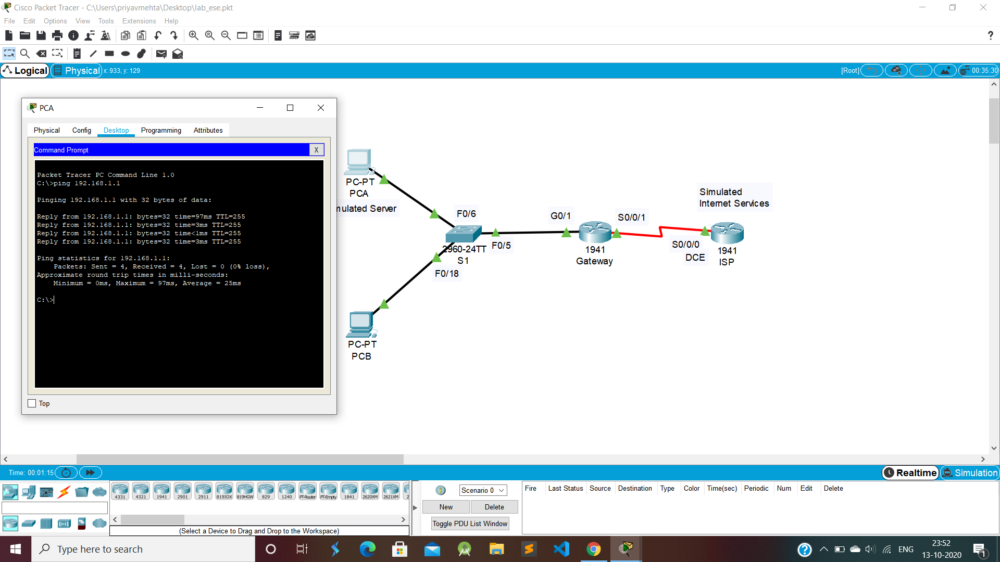 Cisco Packet Tracer - C:\Users\priyavmehta\Desktop\lab_ese.pkt
File Edit Options View Tools Extensions Help
?
Logical Physical x: 933, y: 129
[Root] 00:35:30
PCA
Physical Config Desktop Programming Attributes
Command Prompt X
Packet Tracer PC Command Line 1.0
C:\>ping 192.168.1.1
Pinging 192.168.1.1 with 32 bytes of data:
Reply from 192.168.1.1: bytes=32 time=97ms TTL=255
Reply from 192.168.1.1: bytes=32 time=3ms TTL=255
Reply from 192.168.1.1: bytes=32 time<1ms TTL=255
Reply from 192.168.1.1: bytes=32 time=3ms TTL=255
Ping statistics for 192.168.1.1:
Packets: Sent = 4, Received = 4, Lost = 0 (0% loss),
Approximate round trip times in milli-seconds:
Minimum = 0ms, Maximum = 97ms, Average = 25ms
C:\>
Top
PC-PT
PCA
mulated Server
F0/6
2960-24TT
S1
F0/5
F0/18
PC-PT
PCB
G0/1
1941
Gateway
S0/0/1
Simulated
Internet Services
S0/0/0
DCE
1941
ISP
Time: 00:01:15
Realtime Simulation
4331 4321 1941 2901 2911 819IOX 819HGW 829 1240 PT-Router PT-Empty 1841 2620XM 2621XM 2
(Select a Device to Drag and Drop to the Workspace)
Scenario 0
New Delete
Toggle PDU List Window
Fire Last Status Source Destination Type Color Time(sec) Periodic Num Edit Delete
Type here to search
ENG
23:52
13-10-2020
1